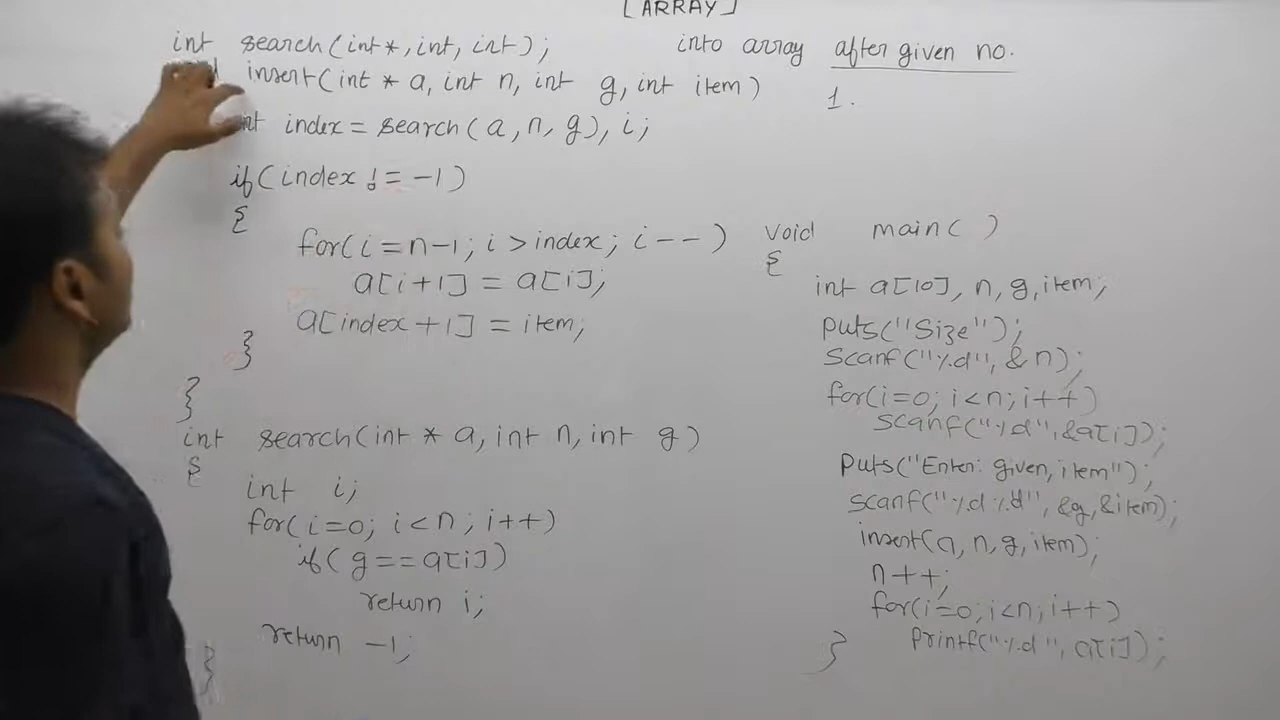 [ARRAY]
int search(int*, int, int);
insert(int * a, int n, int g, int item)
index = search(a, n, g), i;
if(index != -1)
{
for(i=n-1; i>index; i--)
a[i+1] = a[i];
a[index+1] = item;
}
}
int search(int * a, int n, int g)
{
int i;
for(i=0; i<n; i++)
if(g==a[i])
return i;
return -1;
}
into array after given no.
1.
void main( )
{
int a[10], n, g, item;
puts("Size");
scanf("%d", &n);
for(i=0; i<n; i++)
scanf("%d", &a[i]);
puts("Enter: given, item");
scanf("%d %d", &g, &item);
insert(a, n, g, item);
n++;
for(i=0; i<n; i++)
printf("%d", a[i]);
}